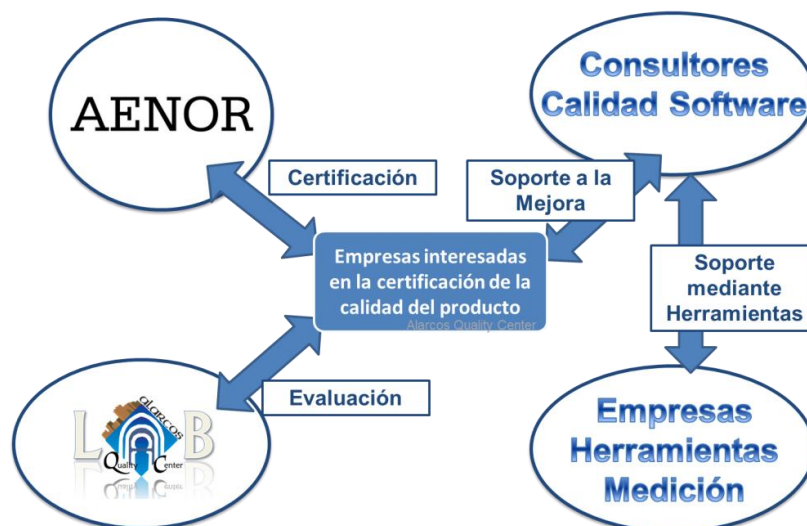 AENOR
Consultores
Calidad Software
Certificación
Soporte a la
Mejora
Empresas interesadas
en la certificación de la
calidad del producto
Alarcos Quality Center
Soporte
mediante
Herramientas
Evaluación
L B
alarcos
Quality Center
Empresas
Herramientas
Medición